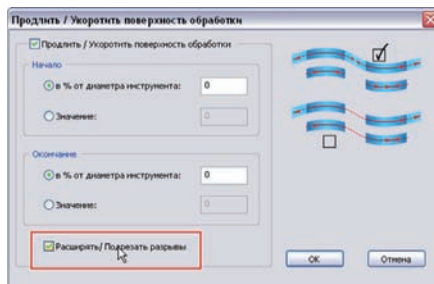 Продлить / Укоротить поверхность обработки
Продлить / Укоротить поверхность обработки
Начало
в % от диаметра инструмента: 0
Значение: 0
Окончание
в % от диаметра инструмента: 0
Значение: 0
Расширять/ Подрезать разрывы
ОК Отмена